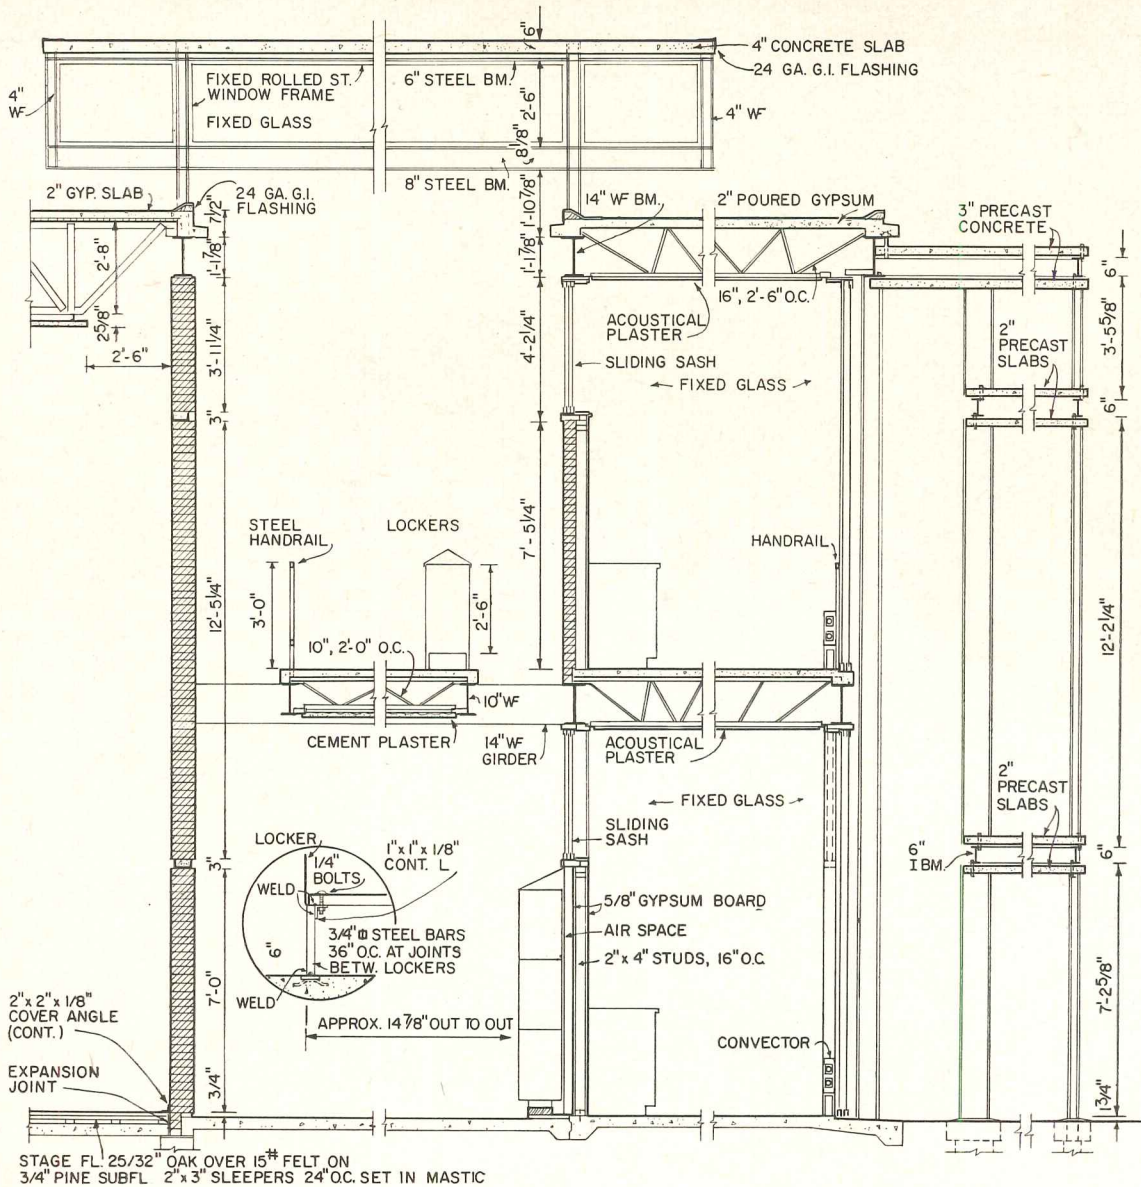 6"
4" CONCRETE SLAB
24 GA. G.I. FLASHING
4"
WF
FIXED ROLLED ST.
WINDOW FRAME
FIXED GLASS
6" STEEL BM.
2'-6"
8 1/8"
4" WF
8" STEEL BM.
2" GYP. SLAB
24 GA. G.I.
FLASHING
7 1/2"
1'-10 7/8"
14" WF BM.
2" POURED GYPSUM
3" PRECAST
CONCRETE
2'-8"
1'-1 7/8"
1'-1 7/8"
6"
16", 2'-6" O.C.
2 5/8"
2'-6"
3'-11 1/4"
4'-2 1/4"
ACOUSTICAL
PLASTER
SLIDING SASH
FIXED GLASS
2"
PRECAST
SLABS
3'-5 5/8"
3"
6"
STEEL
HANDRAIL
LOCKERS
7'-5 1/4"
HANDRAIL
12'-5 1/4"
3'-0"
2'-6"
12'-2 1/4"
10", 2'-0" O.C.
10" WF
CEMENT PLASTER
14" WF
GIRDER
ACOUSTICAL
PLASTER
FIXED GLASS
2"
PRECAST
SLABS
SLIDING
SASH
LOCKER
1/4"
BOLTS
1" x 1" x 1/8"
CONT. L
3"
6"
I BM.
6"
WELD
5/8" GYPSUM BOARD
AIR SPACE
2" x 4" STUDS, 16" O.C.
3/4" Φ STEEL BARS
36" O.C. AT JOINTS
BETW. LOCKERS
6"
WELD
7'-0"
7'-2 5/8"
2" x 2" x 1/8"
COVER ANGLE
(CONT.)
APPROX. 14 7/8" OUT TO OUT
CONVECTOR
EXPANSION
JOINT
3/4"
1 3/4"
STAGE FL. 25/32" OAK OVER 15# FELT ON
3/4" PINE SUBFL 2" x 3" SLEEPERS 24" O.C. SET IN MASTIC